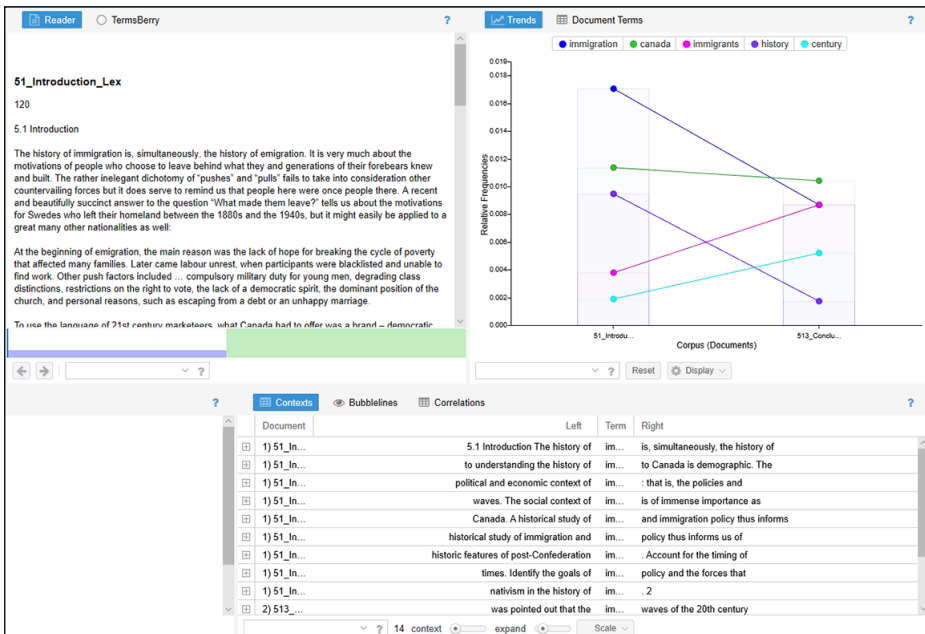 Reader
TermsBerry
?
51_Introduction_Lex
120
5.1 Introduction
The history of immigration is, simultaneously, the history of emigration. It is very much about the
motivations of people who choose to leave behind what they and generations of their forebears knew
and built. The rather inelegant dichotomy of “pushes” and “pulls” fails to take into consideration other
countervailing forces but it does serve to remind us that people here were once people there. A recent
and beautifully succinct answer to the question “What made them leave?” tells us about the motivations
for Swedes who left their homeland between the 1880s and the 1940s, but it might easily be applied to a
great many other nationalities as well:
At the beginning of emigration, the main reason was the lack of hope for breaking the cycle of poverty
that affected many families. Later came labour unrest, when participants were blacklisted and unable to
find work. Other push factors included … compulsory military duty for young men, degrading class
distinctions, restrictions on the right to vote, the lack of a democratic spirit, the dominant position of the
church, and personal reasons, such as escaping from a debt or an unhappy marriage.
To use the language of 21st century marketeers, what Canada had to offer was a brand – democratic
?
Trends
Document Terms
?
immigration canada immigrants history century
0.019
0.018
0.016
0.014
0.012
0.010
0.008
0.006
0.004
0.002
0.000
Relative Frequencies
51_Introdu...
513_Conclu...
Corpus (Documents)
?
Reset
Display
?
Contexts
Bubblelines
Correlations
?
Document Left Term Right
1) 51_In... 5.1 Introduction The history of im... is, simultaneously, the history of
1) 51_In... to understanding the history of im... to Canada is demographic. The
1) 51_In... political and economic context of im... : that is, the policies and
1) 51_In... waves. The social context of im... is of immense importance as
1) 51_In... Canada. A historical study of im... and immigration policy thus informs
1) 51_In... historical study of immigration and im... policy thus informs us of
1) 51_In... historic features of post-Confederation im... . Account for the timing of
1) 51_In... times. Identify the goals of im... policy and the forces that
1) 51_In... nativism in the history of im... . 2
2) 513_... was pointed out that the im... waves of the 20th century
? 14 context expand Scale